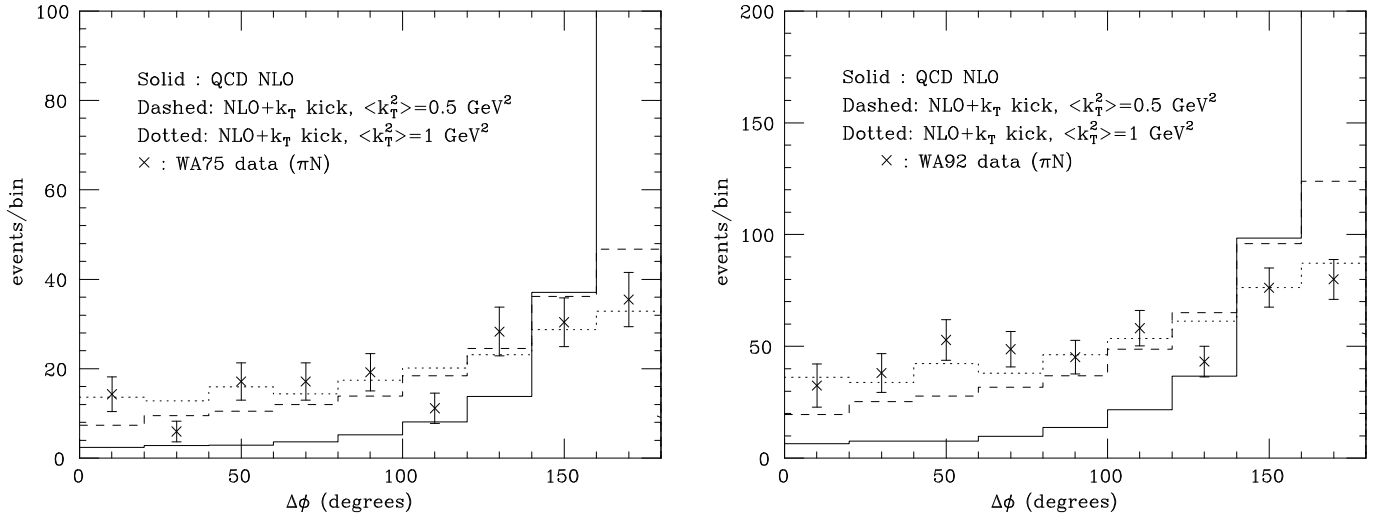 100
80
60
40
20
0
events/bin
Solid : QCD NLO
Dashed: NLO+k_T kick, <k_T^2>=0.5 GeV^2
Dotted: NLO+k_T kick, <k_T^2>=1 GeV^2
× : WA75 data (πN)
0 50 100 150
Δϕ (degrees)
200
150
100
50
0
events/bin
Solid : QCD NLO
Dashed: NLO+k_T kick, <k_T^2>=0.5 GeV^2
Dotted: NLO+k_T kick, <k_T^2>=1 GeV^2
× : WA92 data (πN)
0 50 100 150
Δϕ (degrees)